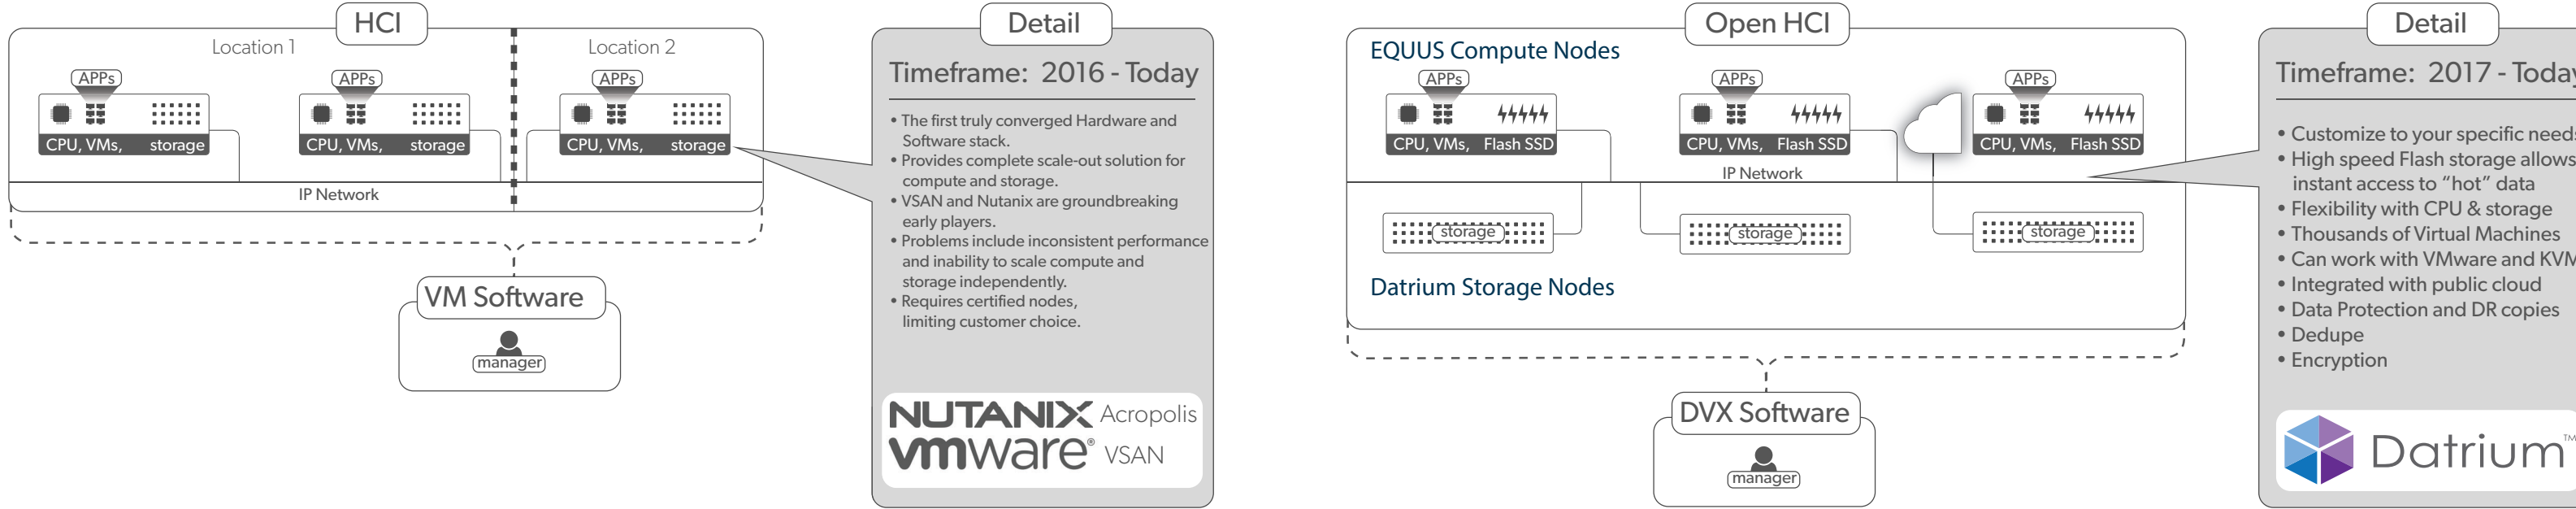 HCI
Location 1
Location 2
APPs
APPs
APPs
CPU, VMs, storage
CPU, VMs, storage
CPU, VMs, storage
IP Network
VM Software
manager
Detail
Timeframe: 2016 - Today
• The first truly converged Hardware and
Software stack.
• Provides complete scale-out solution for
compute and storage.
• VSAN and Nutanix are groundbreaking
early players.
• Problems include inconsistent performance
and inability to scale compute and
storage independently.
• Requires certified nodes,
limiting customer choice.
NUTANIX Acropolis
vmware® VSAN
Open HCI
EQUUS Compute Nodes
APPs
APPs
APPs
CPU, VMs, Flash SSD
CPU, VMs, Flash SSD
CPU, VMs, Flash SSD
IP Network
storage
storage
storage
Datrium Storage Nodes
DVX Software
manager
Detail
Timeframe: 2017 - Today
• Customize to your specific needs
• High speed Flash storage allows
instant access to “hot” data
• Flexibility with CPU & storage
• Thousands of Virtual Machines
• Can work with VMware and KVM
• Integrated with public cloud
• Data Protection and DR copies
• Dedupe
• Encryption
Datrium™